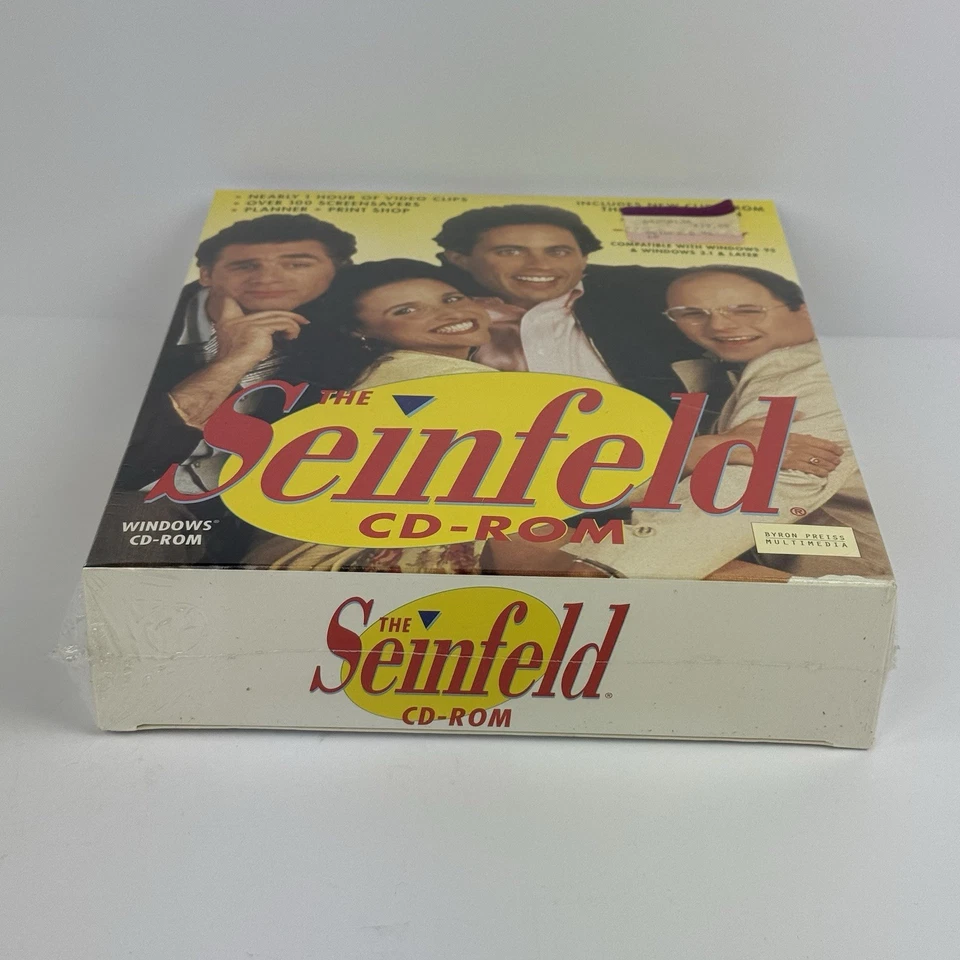 • NEARLY 1 HOUR OF VIDEO CLIPS
• OVER 100 SCREENSAVERS
• PLANNER • PRINT SHOP
INCLUDES NEW
COMPATIBLE WITH WINDOWS 95
& WINDOWS 3.1 & LATER
THE
Seinfeld®
CD-ROM
WINDOWS®
CD-ROM
BYRON PREISS
MULTIMEDIA
THE
Seinfeld®
CD-ROM